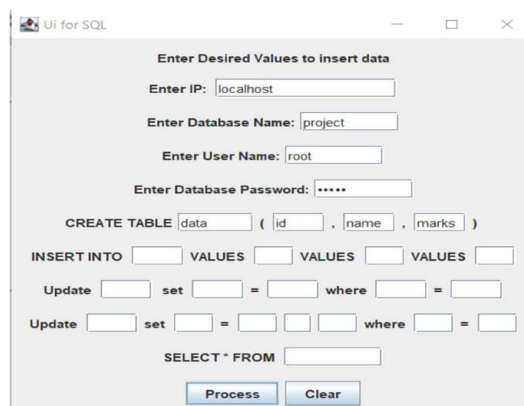 Ui for SQL
Enter Desired Values to insert data
Enter IP: localhost
Enter Database Name: project
Enter User Name: root
Enter Database Password: •••••
CREATE TABLE data ( id , name , marks )
INSERT INTO VALUES VALUES VALUES
Update set = where =
Update set = where =
SELECT * FROM
Process Clear